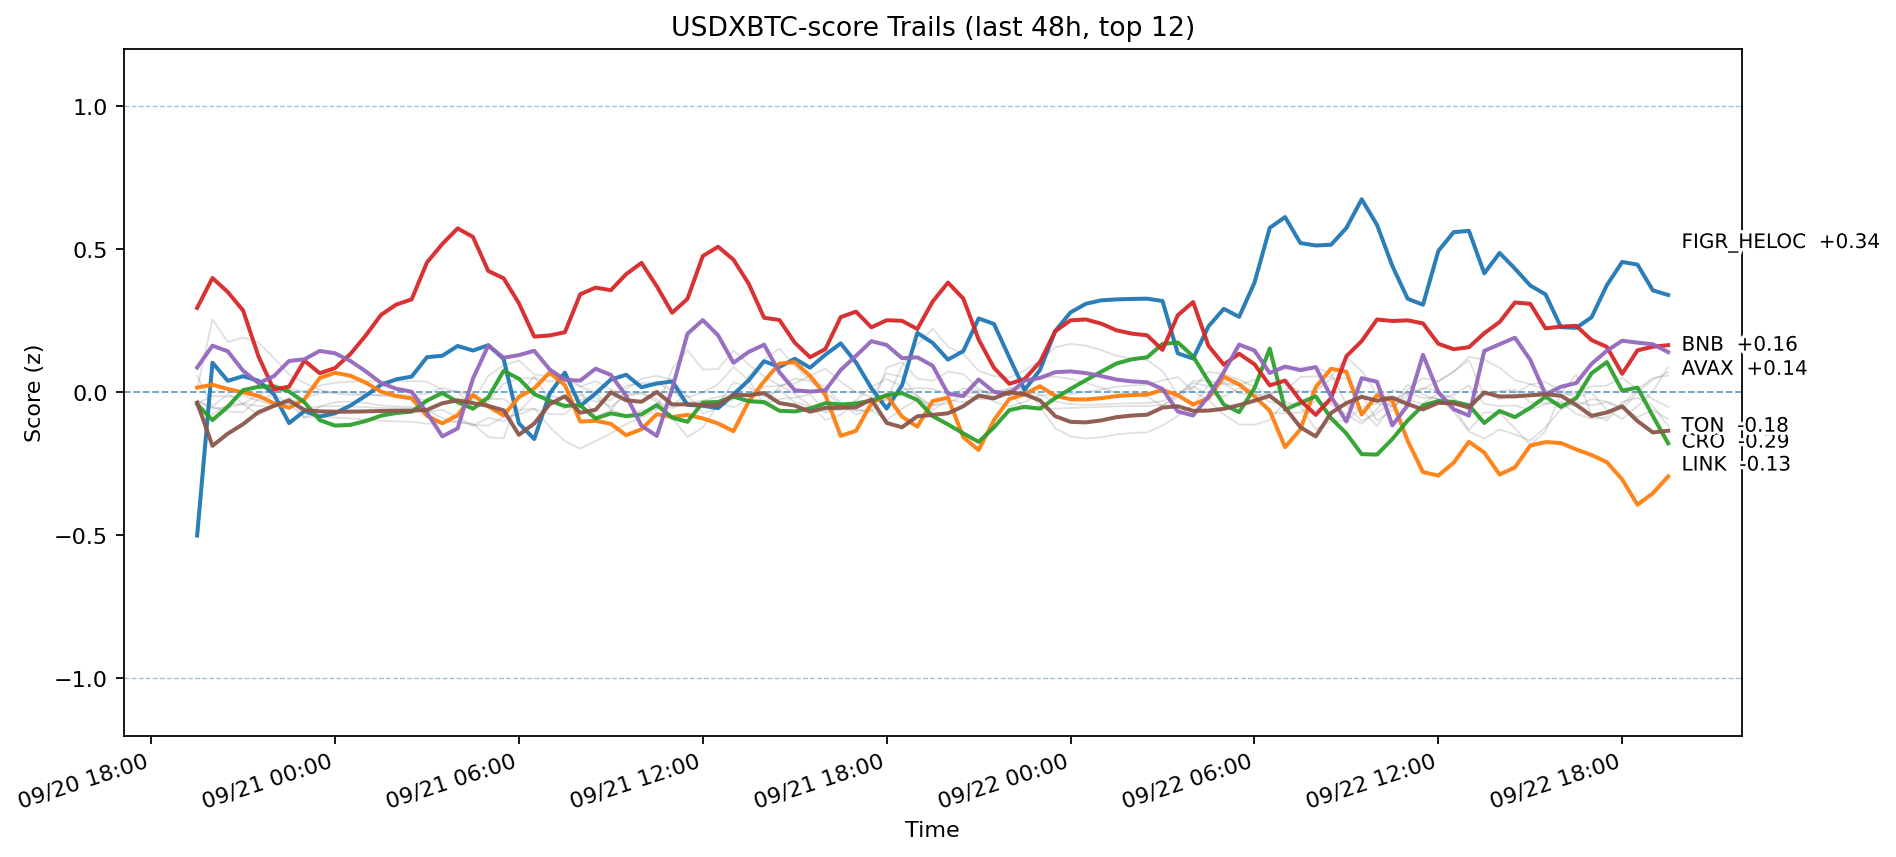 USDXBTC-score Trails (last 48h, top 12)
Score (z)
1.0
0.5
0.0
−0.5
−1.0
FIGR_HELOC +0.34
BNB +0.16
AVAX +0.14
TON -0.18
CRO -0.29
LINK -0.13
09/20 18:00
09/21 00:00
09/21 06:00
09/21 12:00
09/21 18:00
09/22 00:00
09/22 06:00
09/22 12:00
09/22 18:00
Time